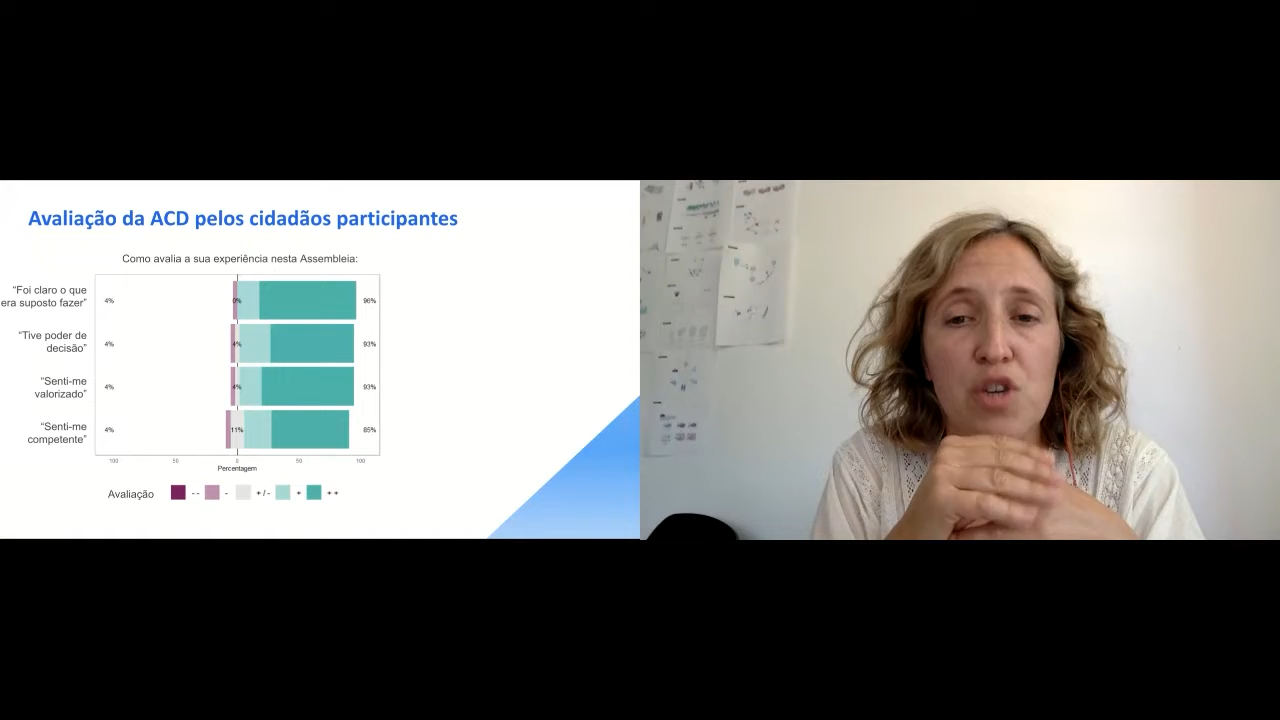 Avaliação da ACD pelos cidadãos participantes
Como avalia a sua experiência nesta Assembleia:
“Foi claro o que
era suposto fazer”
4%
0%
96%
“Tive poder de
decisão”
4%
4%
93%
“Senti-me
valorizado”
4%
4%
93%
“Senti-me
competente”
4%
11%
85%
100
50
0
50
100
Percentagem
Avaliação
- -
-
+ / -
+
+ +